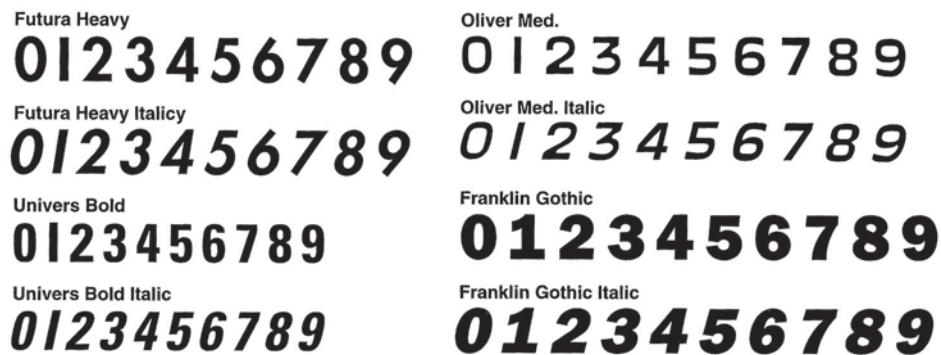 Futura Heavy
0123456789
Futura Heavy Italicy
0123456789
Univers Bold
0123456789
Univers Bold Italic
0123456789
Oliver Med.
0123456789
Oliver Med. Italic
0123456789
Franklin Gothic
0123456789
Franklin Gothic Italic
0123456789